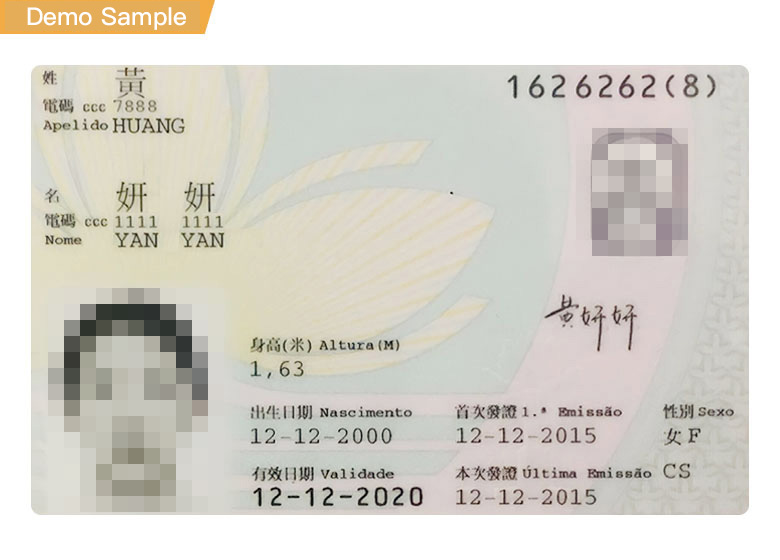 Demo Sample
姓 黃
1626262(8)
電碼 ccc 7888
Apelido HUANG
名 妍 妍
電碼 ccc 1111 1111
Nome YAN YAN
黃妍妍
身高(米) Altura(M)
1,63
出生日期 Nascimento 首次發證 1.ª Emissão 性別 Sexo
12-12-2000 12-12-2015 女 F
有效日期 Validade 本次發證 Última Emissão CS
12-12-2020 12-12-2015